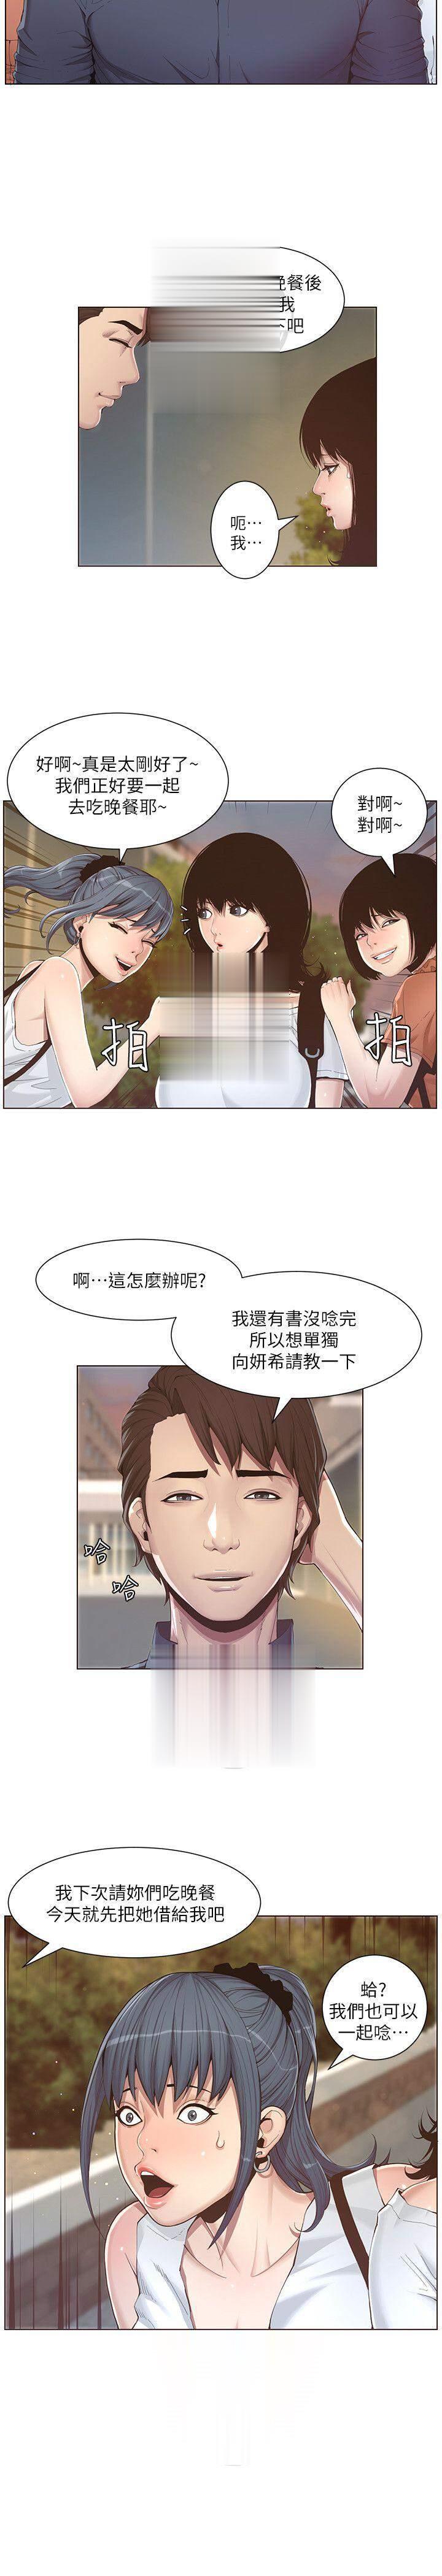 晚餐後
我
下吧
呃…
我…
好啊~真是太剛好了~
我們正好要一起
去吃晚餐耶~
對啊~
對啊~
拍
拍
啊…這怎麼辦呢?
我還有書沒唸完
所以想單獨
向妍希請教一下
哈
哈
我下次請妳們吃晚餐
今天就先把她借給我吧
蛤?
我們也可以
一起唸…